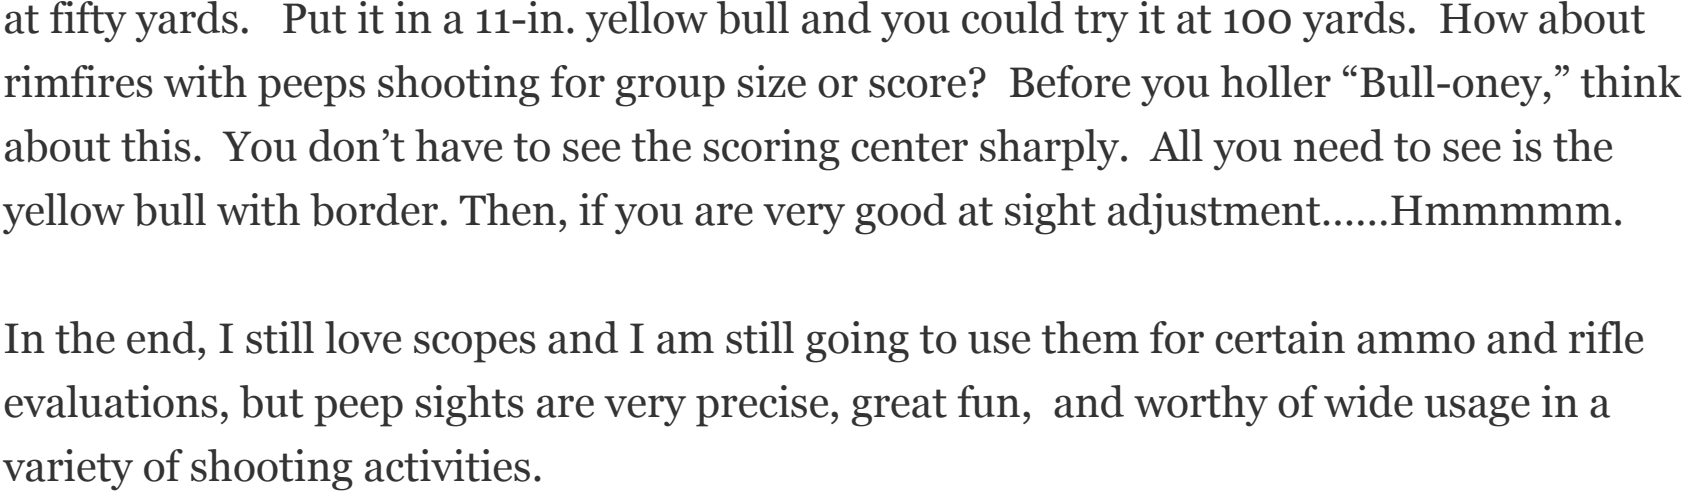 at fifty yards.   Put it in a 11-in. yellow bull and you could try it at 100 yards.  How about
rimfires with peeps shooting for group size or score?  Before you holler “Bull-oney,” think
about this.  You don’t have to see the scoring center sharply.  All you need to see is the
yellow bull with border. Then, if you are very good at sight adjustment……Hmmmmm.

In the end, I still love scopes and I am still going to use them for certain ammo and rifle
evaluations, but peep sights are very precise, great fun,  and worthy of wide usage in a
variety of shooting activities.